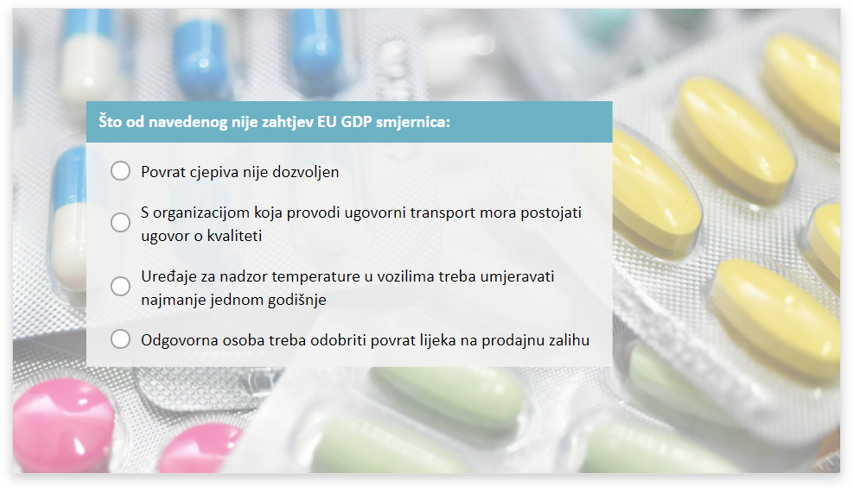 Što od navedenog nije zahtjev EU GDP smjernica:
Povrat cjepiva nije dozvoljen
S organizacijom koja provodi ugovorni transport mora postojati
ugovor o kvaliteti
Uređaje za nadzor temperature u vozilima treba umjeravati
najmanje jednom godišnje
Odgovorna osoba treba odobriti povrat lijeka na prodajnu zalihu